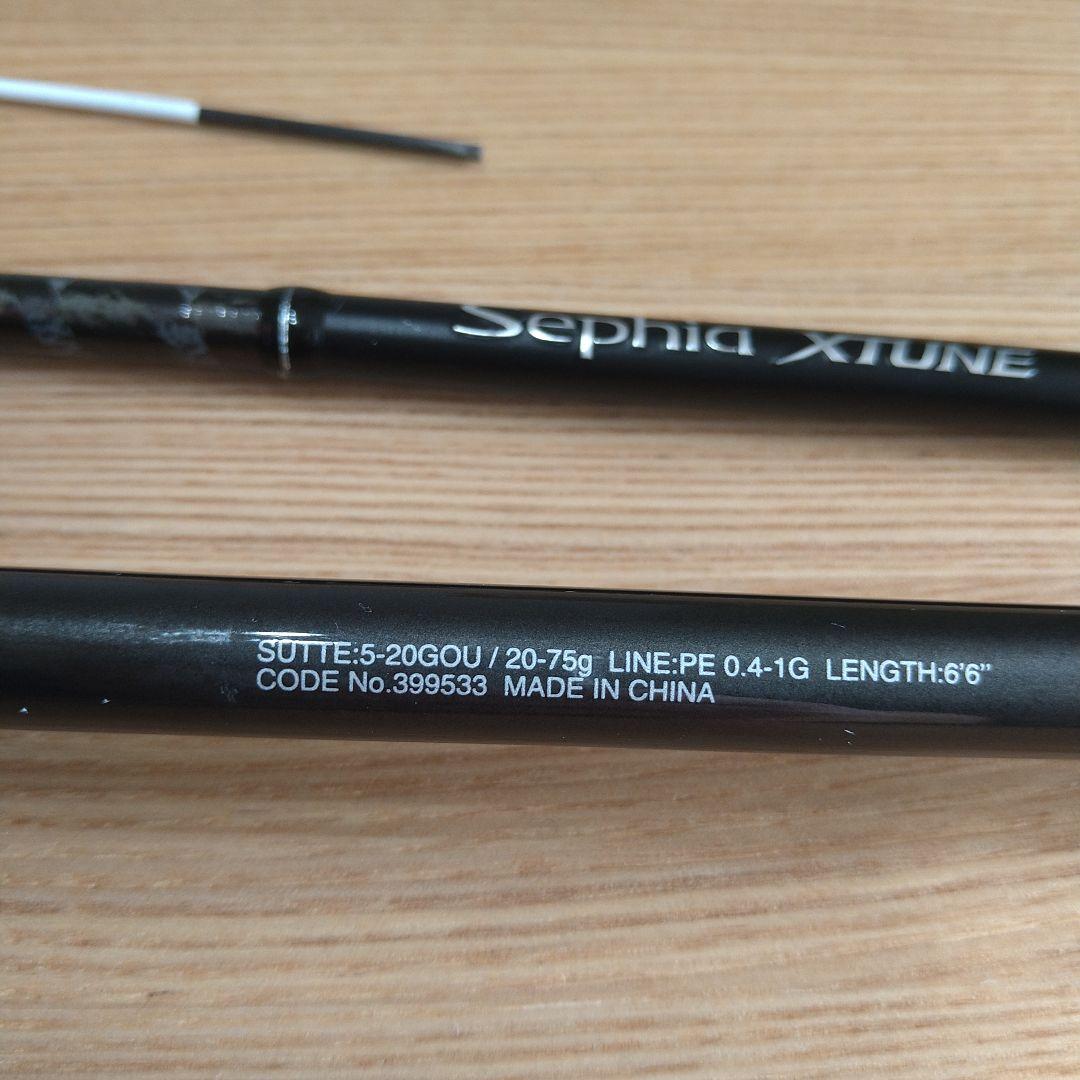 Sephia XTUNE
SUTTE:5-20GOU / 20-75g LINE:PE 0.4-1G LENGTH:6'6"
CODE No.399533 MADE IN CHINA